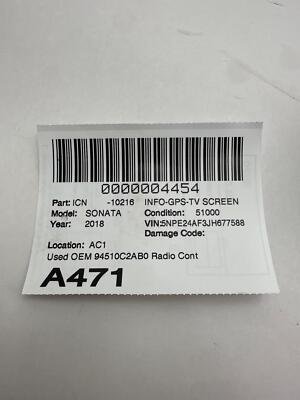 0000004454
Part: ICN -10216 INFO-GPS-TV SCREEN
Model: SONATA Condition: 51000
Year: 2018 VIN:5NPE24AF3JH677588
Damage Code:
Location: AC1
Used OEM 94510C2AB0 Radio Cont
A471